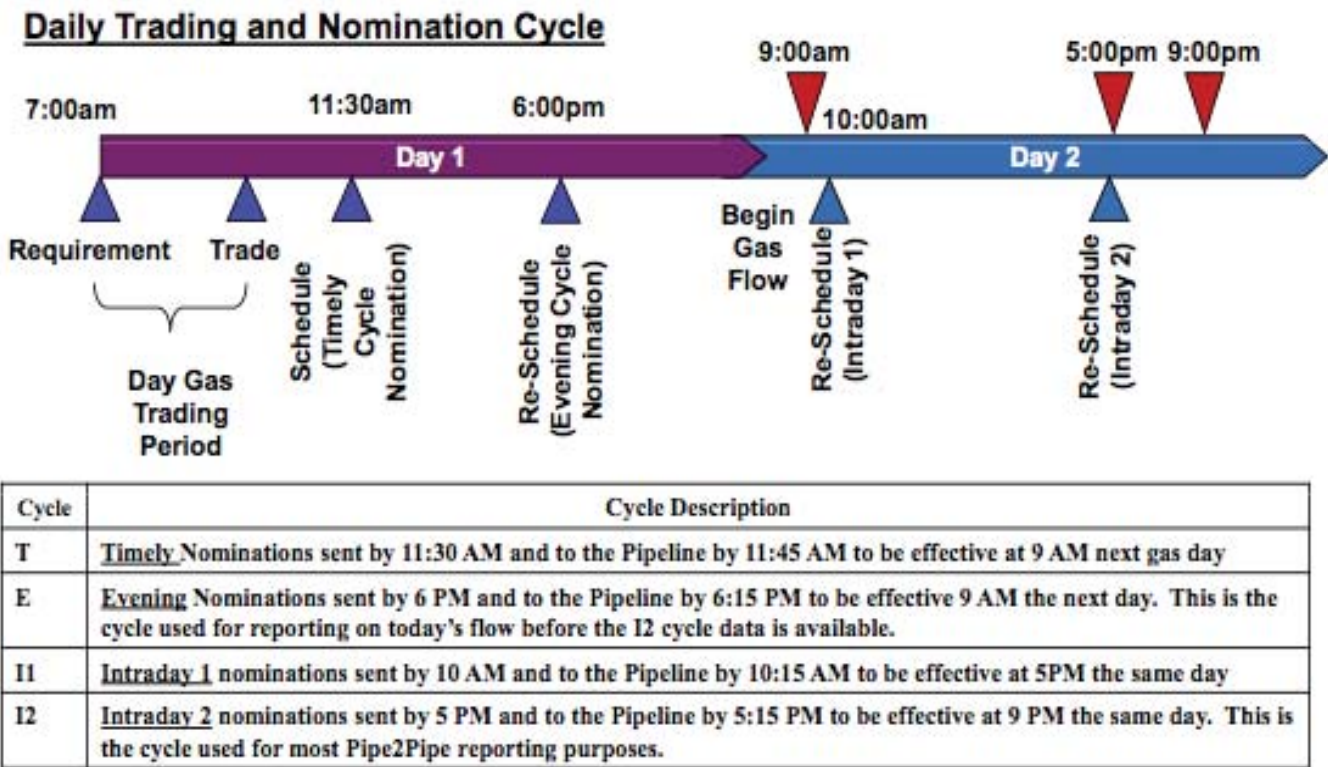 Daily Trading and Nomination Cycle
7:00am
11:30am
6:00pm
9:00am
10:00am
5:00pm 9:00pm
Day 1
Day 2
Requirement
Trade
Day Gas
Trading
Period
Schedule
(Timely
Cycle
Nomination)
Re-Schedule
(Evening Cycle
Nomination)
Begin
Gas
Flow
Re-Schedule
(Intraday 1)
Re-Schedule
(Intraday 2)
Cycle Cycle Description
T Timely Nominations sent by 11:30 AM and to the Pipeline by 11:45 AM to be effective at 9 AM next gas day
E Evening Nominations sent by 6 PM and to the Pipeline by 6:15 PM to be effective 9 AM the next day. This is the
cycle used for reporting on today's flow before the I2 cycle data is available.
I1 Intraday 1 nominations sent by 10 AM and to the Pipeline by 10:15 AM to be effective at 5PM the same day
I2 Intraday 2 nominations sent by 5 PM and to the Pipeline by 5:15 PM to be effective at 9 PM the same day. This is
the cycle used for most Pipe2Pipe reporting purposes.